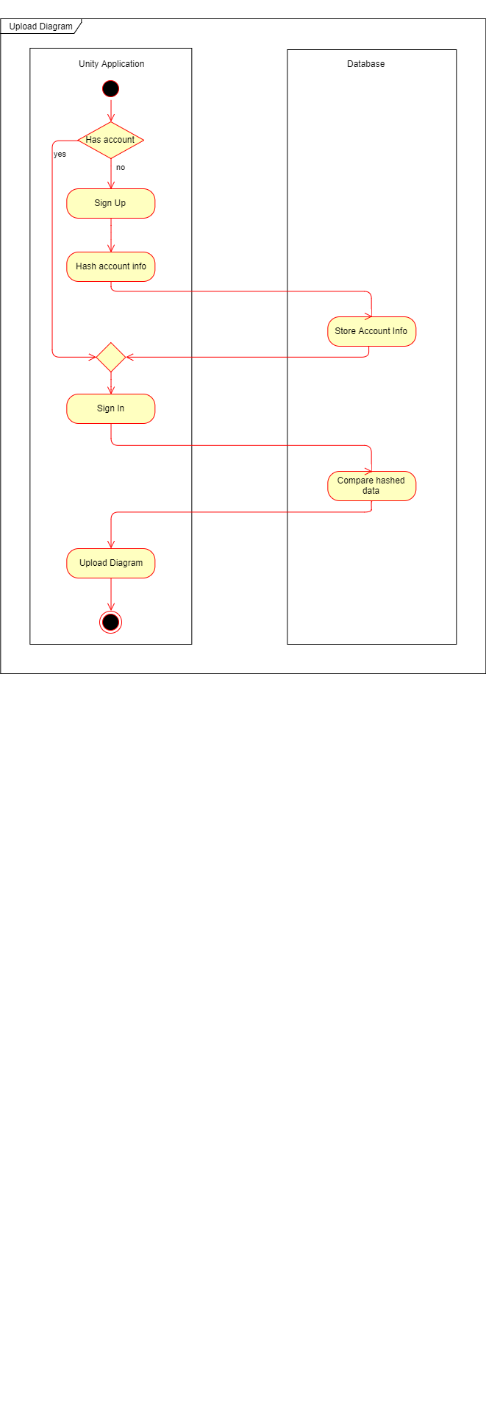 Upload Diagram
Unity Application
Database
Has account
yes
no
Sign Up
Hash account info
Store Account Info
Sign In
Compare hashed
data
Upload Diagram